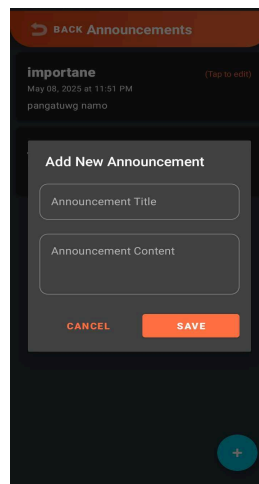 BACK Announcements
importane
(Tap to edit)
May 08, 2025 at 11:51 PM
pangatuwg namo
Add New Announcement
Announcement Title
Announcement Content
CANCEL
SAVE
+